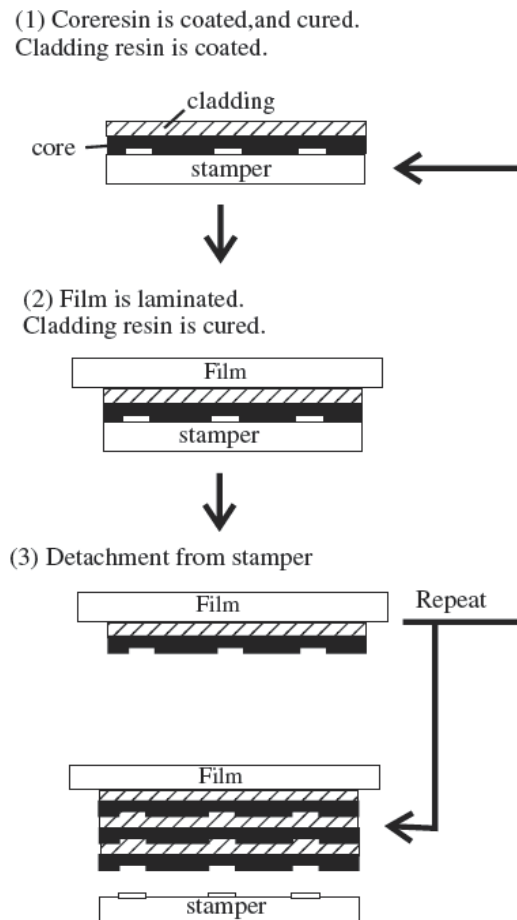 (1) Coreresin is coated,and cured.
Cladding resin is coated.
cladding
core
stamper
(2) Film is laminated.
Cladding resin is cured.
Film
stamper
(3) Detachment from stamper
Film
Repeat
Film
stamper